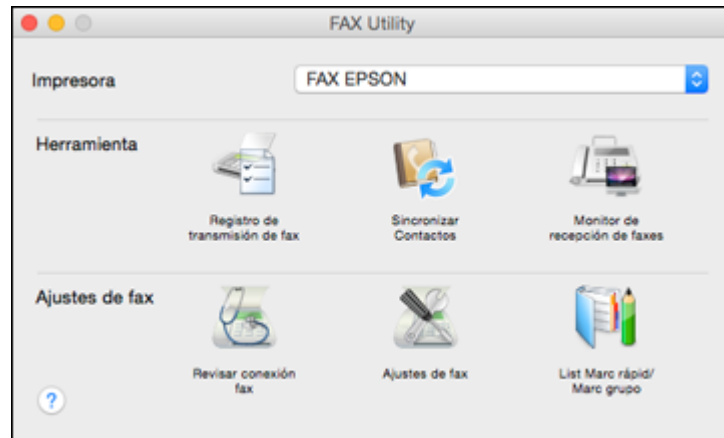 FAX Utility
Impresora
FAX EPSON
Herramienta
Registro de
transmisión de fax
Sincronizar
Contactos
Monitor de
recepción de faxes
Ajustes de fax
Revisar conexión
fax
Ajustes de fax
List Marc rápid/
Marc grupo
?